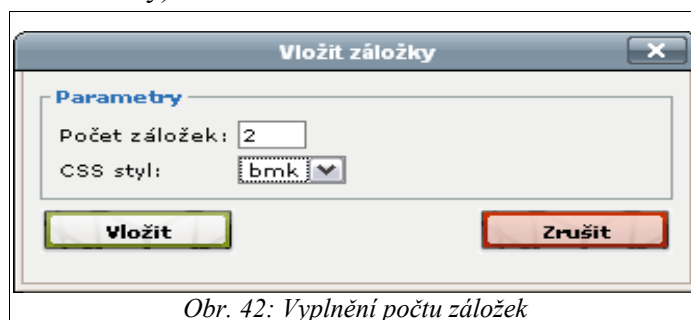 Vložit záložky
Parametry
Počet záložek: 2
CSS styl: bmk
Vložit Zrušit
Obr. 42: Vyplnění počtu záložek